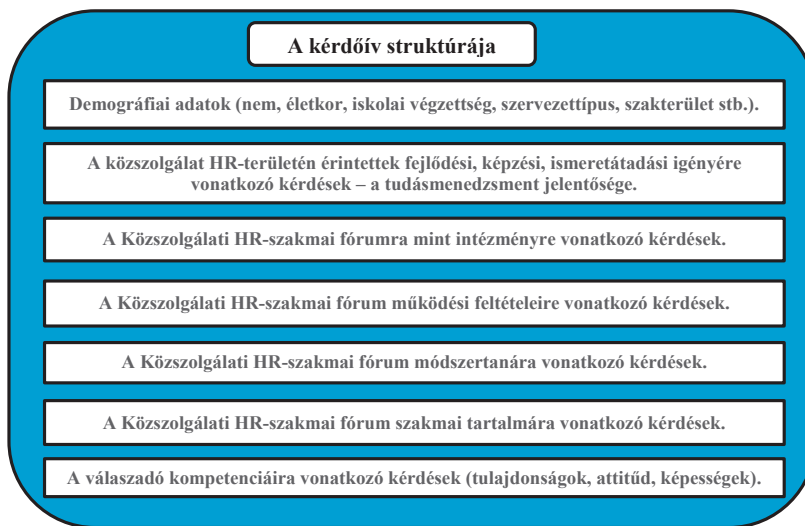 A kérdőív struktúrája
Demográfiai adatok (nem, életkor, iskolai végzettség, szervezettípus, szakterület stb.).
A közszolgálat HR-területén érintettek fejlődési, képzési, ismeretátadási igényére
vonatkozó kérdések – a tudásmenedzsment jelentősége.
A Közszolgálati HR-szakmai fórumra mint intézményre vonatkozó kérdések.
A Közszolgálati HR-szakmai fórum működési feltételeire vonatkozó kérdések.
A Közszolgálati HR-szakmai fórum módszertanára vonatkozó kérdések.
A Közszolgálati HR-szakmai fórum szakmai tartalmára vonatkozó kérdések.
A válaszadó kompetenciáira vonatkozó kérdések (tulajdonságok, attitűd, képességek).